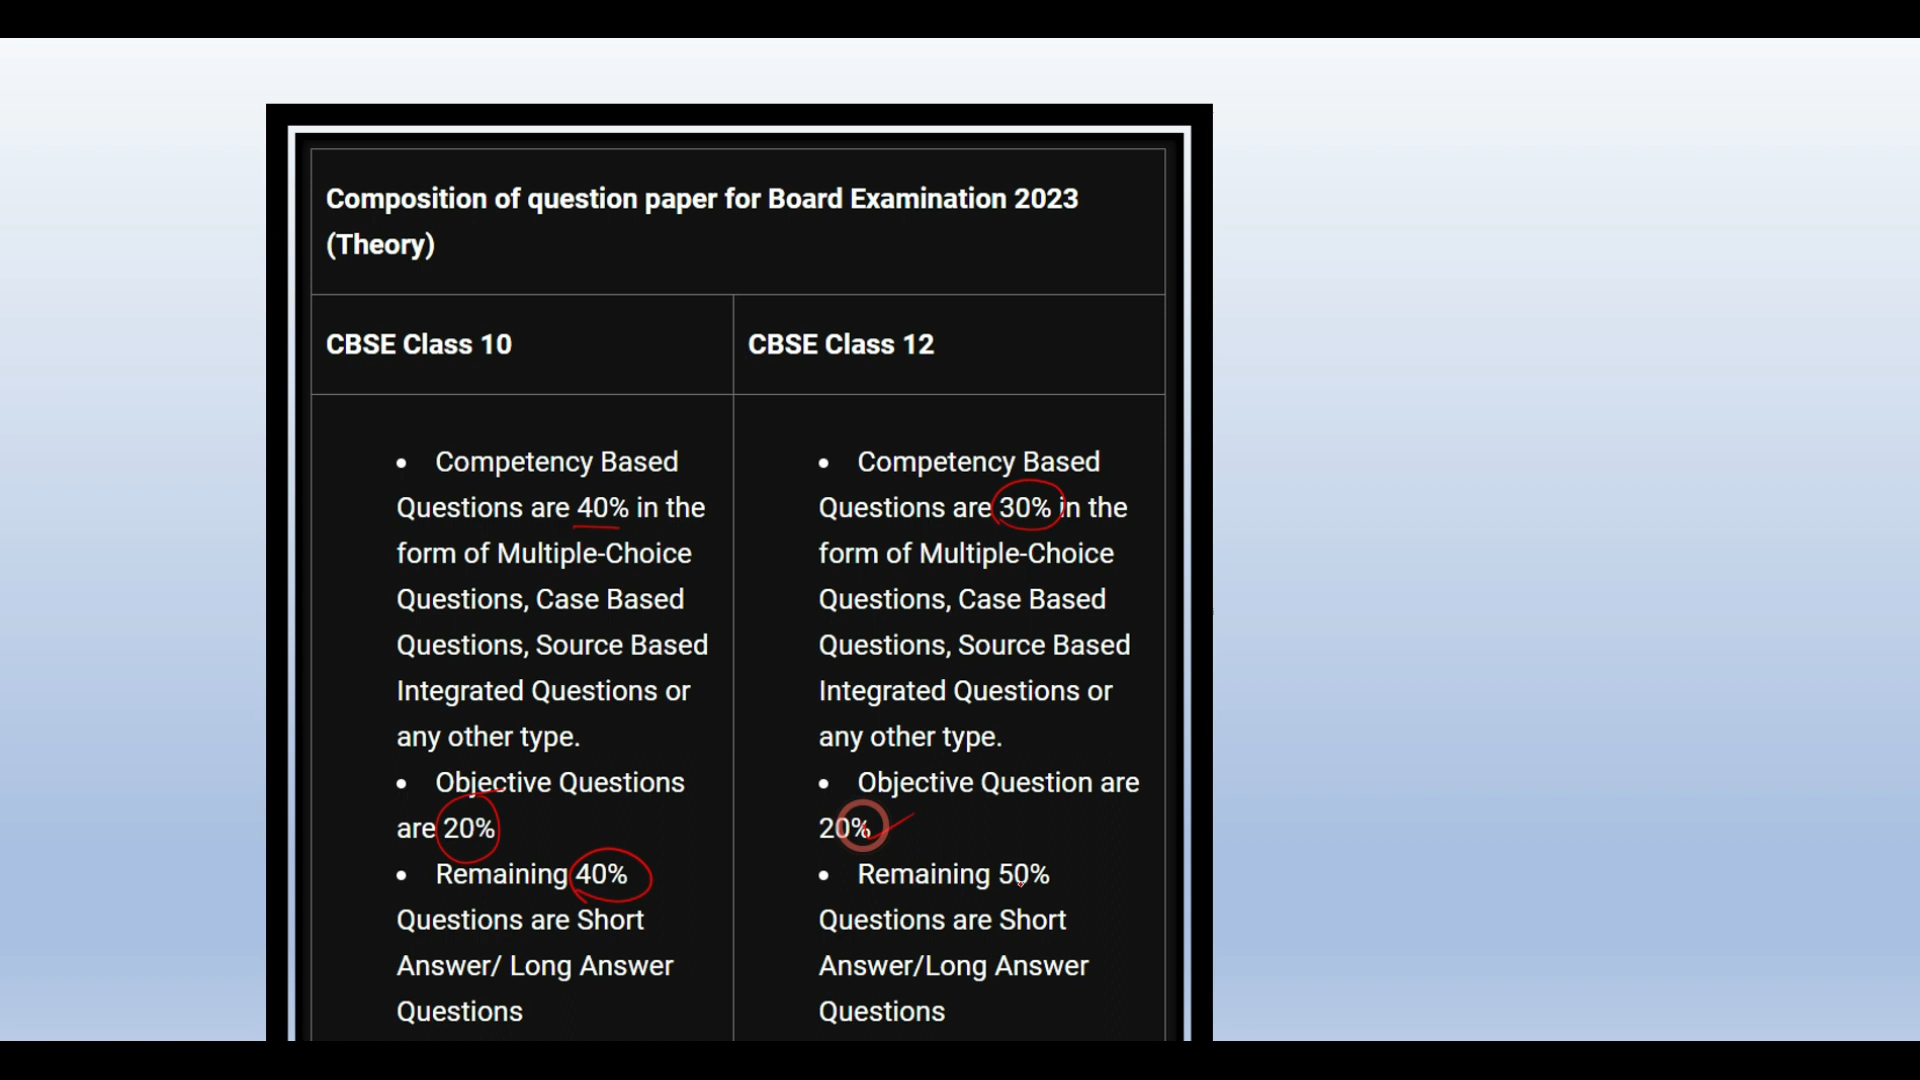 Composition of question paper for Board Examination 2023
(Theory)
CBSE Class 10
CBSE Class 12
• Competency Based
Questions are 40% in the
form of Multiple-Choice
Questions, Case Based
Questions, Source Based
Integrated Questions or
any other type.
• Objective Questions
are 20%
• Remaining 40%
Questions are Short
Answer/ Long Answer
Questions
• Competency Based
Questions are 30% in the
form of Multiple-Choice
Questions, Case Based
Questions, Source Based
Integrated Questions or
any other type.
• Objective Question are
20%
• Remaining 50%
Questions are Short
Answer/Long Answer
Questions